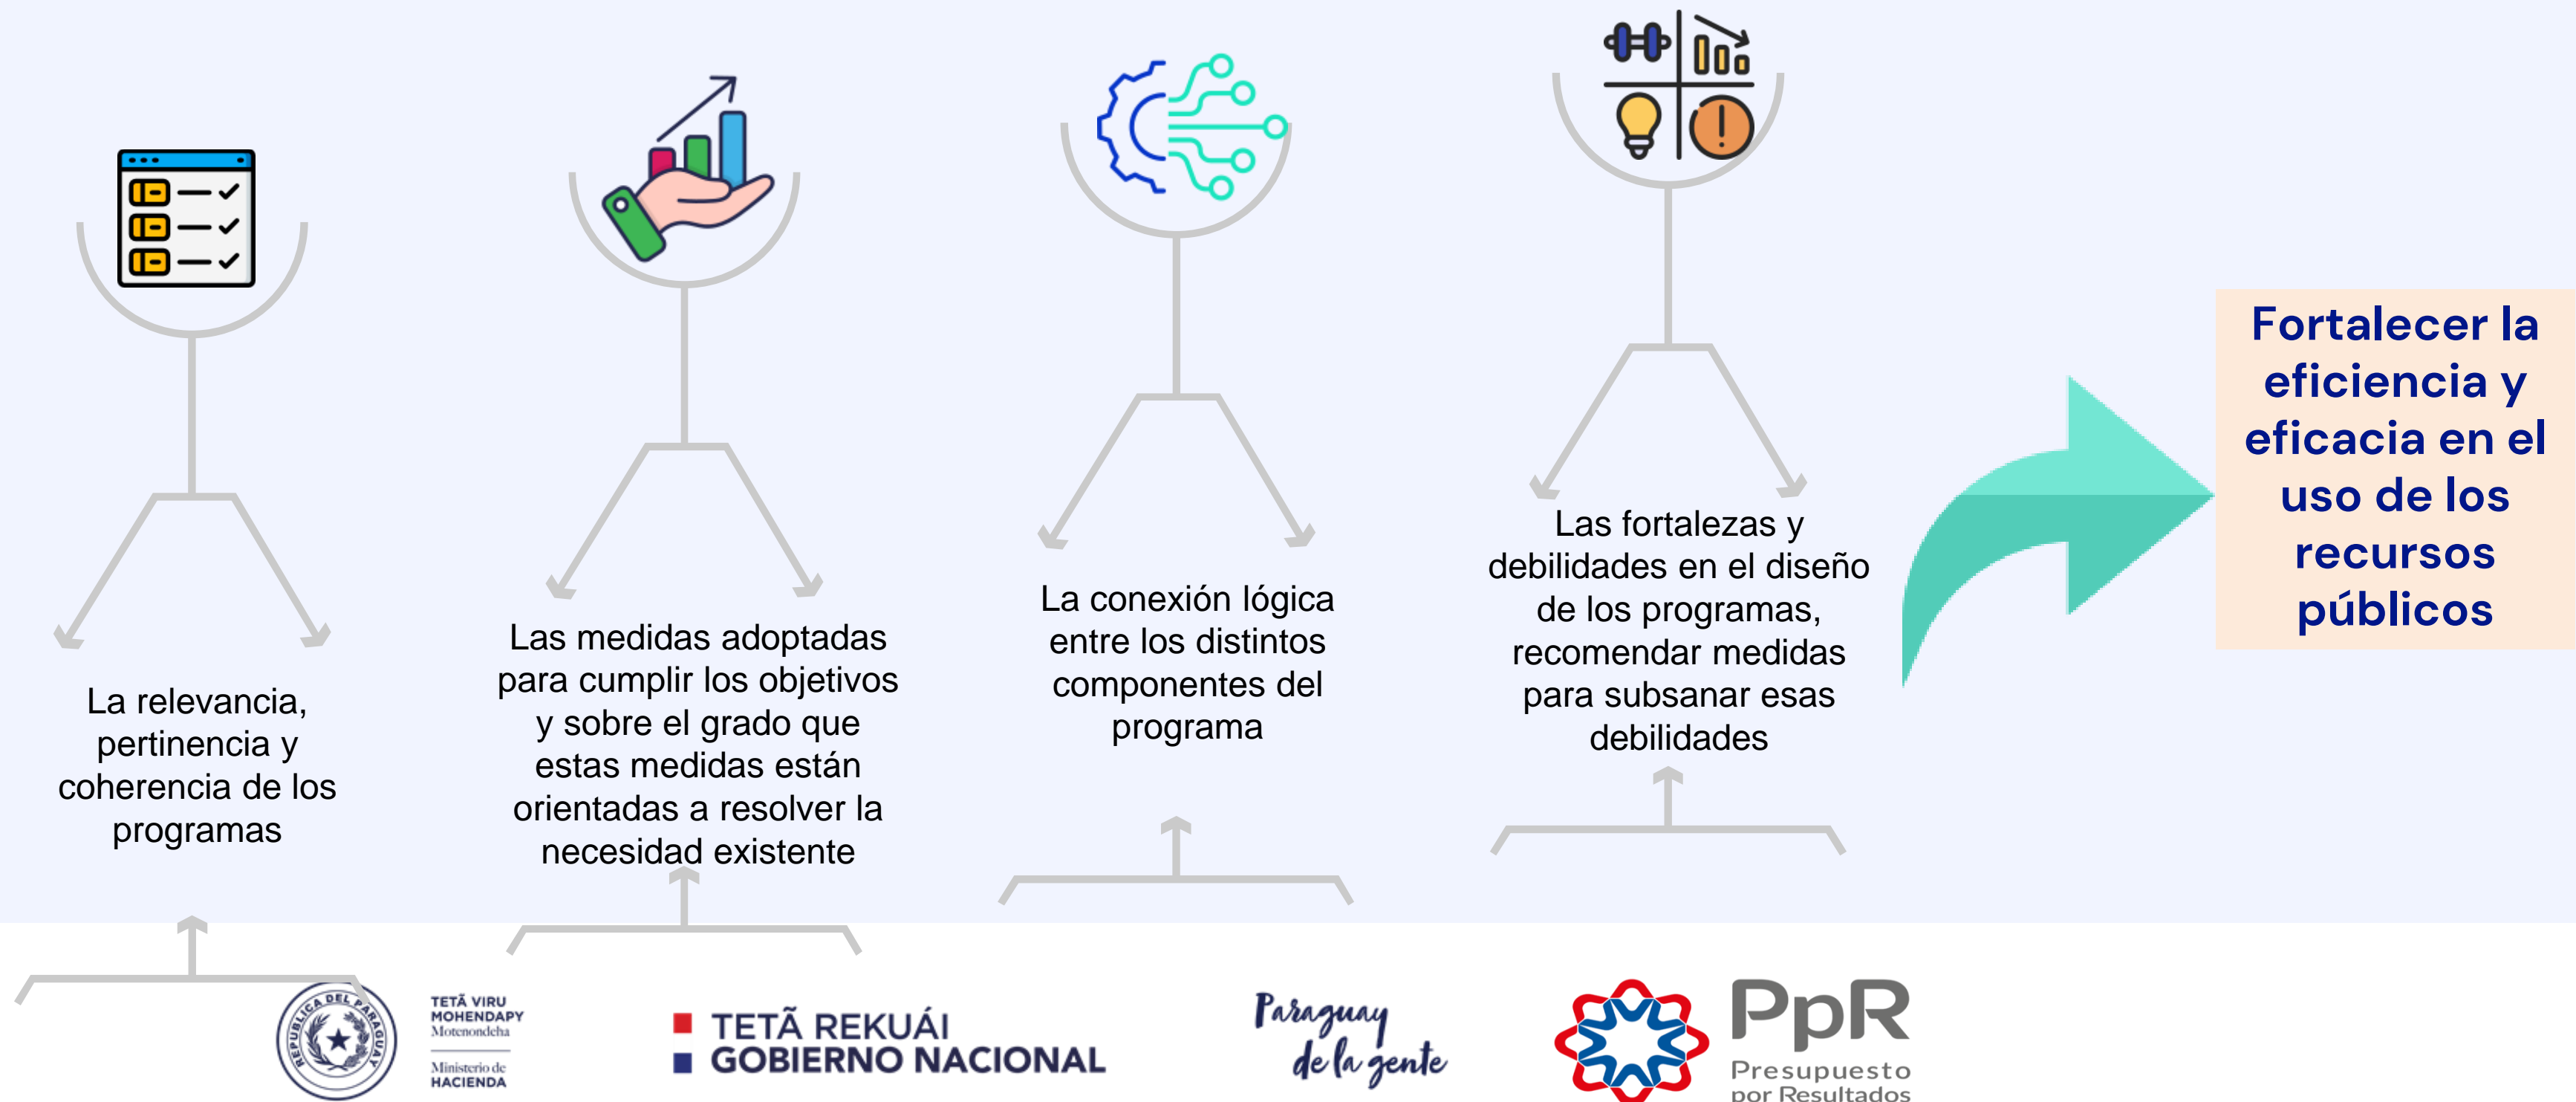 La relevancia,
pertinencia y
coherencia de los
programas
Las medidas adoptadas
para cumplir los objetivos
y sobre el grado que
estas medidas están
orientadas a resolver la
necesidad existente
La conexión lógica
entre los distintos
componentes del
programa
Las fortalezas y
debilidades en el diseño
de los programas,
recomendar medidas
para subsanar esas
debilidades
Fortalecer la
eficiencia y
eficacia en el
uso de los
recursos
públicos
REPUBLICA DEL PARAGUAY
TETÃ VIRU
MOHENDAPY
Motenondeha
Ministerio de
HACIENDA
TETÃ REKUÁI
GOBIERNO NACIONAL
Paraguay
de la gente
PpR
Presupuesto
por Resultados